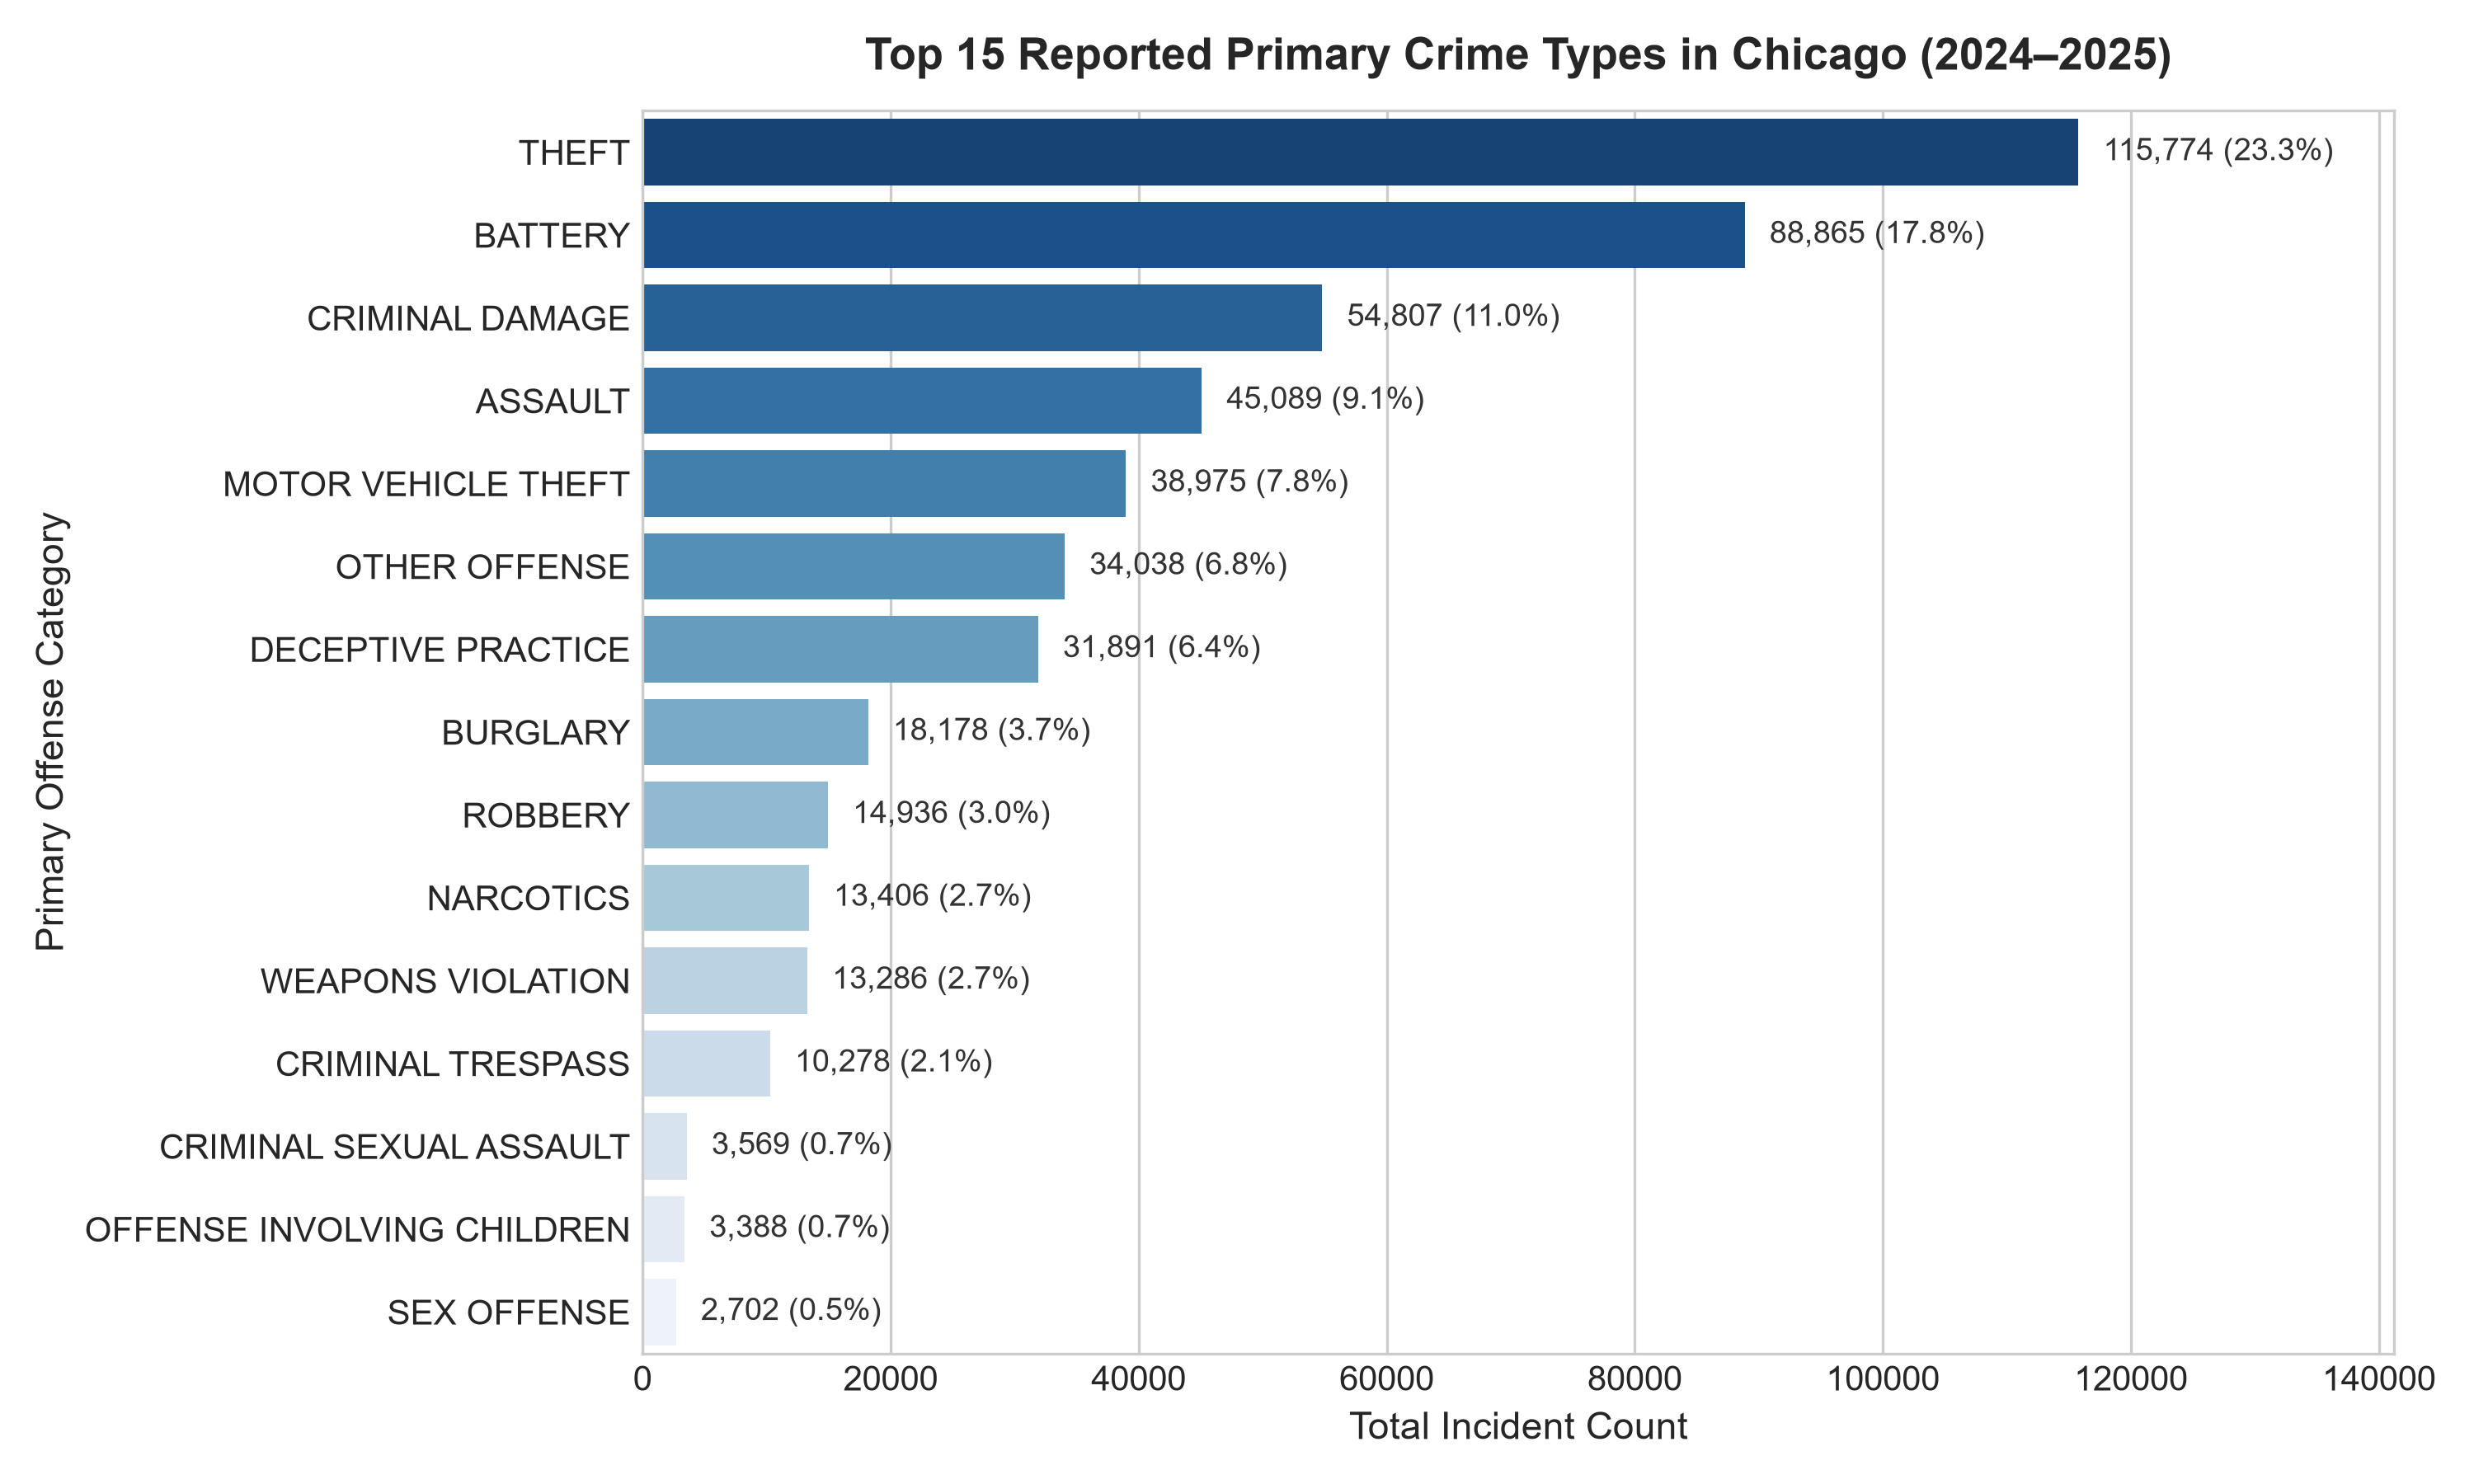 Top 15 Reported Primary Crime Types in Chicago (2024–2025)
Primary Offense Category
THEFT 115,774 (23.3%)
BATTERY 88,865 (17.8%)
CRIMINAL DAMAGE 54,807 (11.0%)
ASSAULT 45,089 (9.1%)
MOTOR VEHICLE THEFT 38,975 (7.8%)
OTHER OFFENSE 34,038 (6.8%)
DECEPTIVE PRACTICE 31,891 (6.4%)
BURGLARY 18,178 (3.7%)
ROBBERY 14,936 (3.0%)
NARCOTICS 13,406 (2.7%)
WEAPONS VIOLATION 13,286 (2.7%)
CRIMINAL TRESPASS 10,278 (2.1%)
CRIMINAL SEXUAL ASSAULT 3,569 (0.7%)
OFFENSE INVOLVING CHILDREN 3,388 (0.7%)
SEX OFFENSE 2,702 (0.5%)
0 20000 40000 60000 80000 100000 120000 140000
Total Incident Count